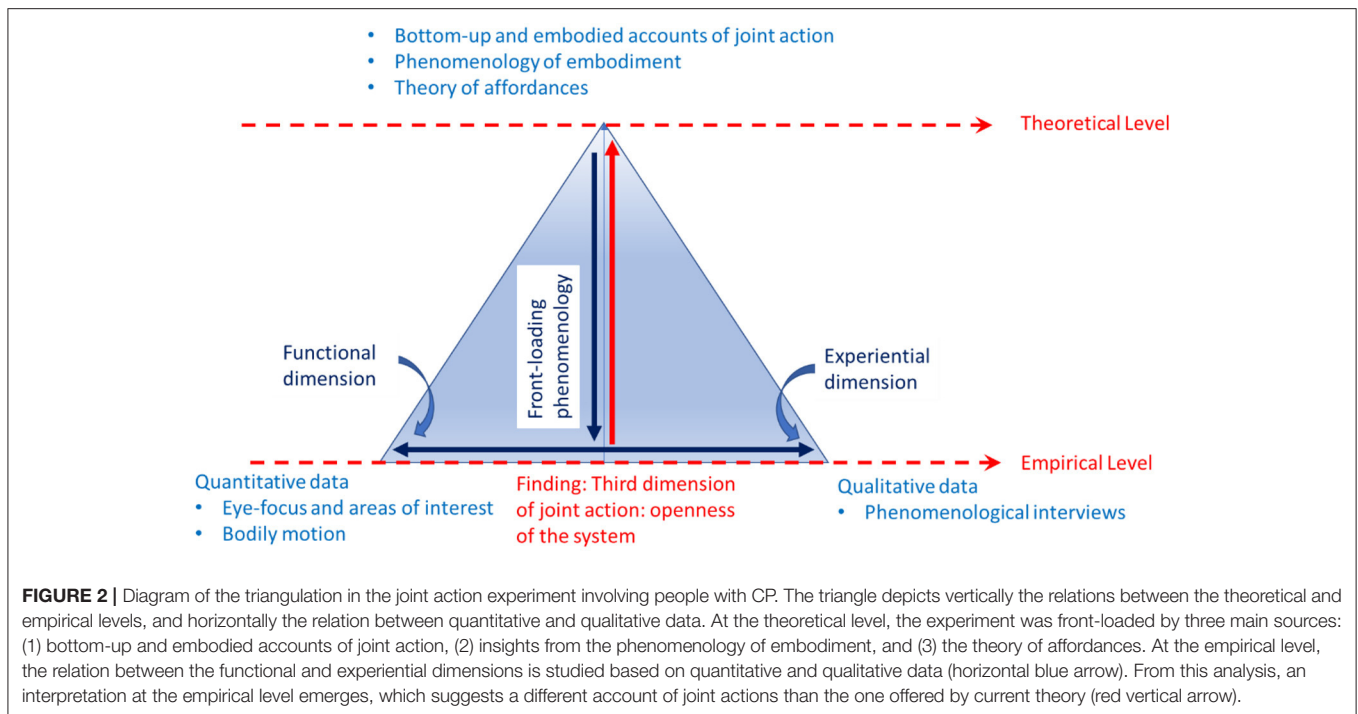 • Bottom-up and embodied accounts of joint action
• Phenomenology of embodiment
• Theory of affordances
Theoretical Level
Front-loading
phenomenology
Functional
dimension
Experiential
dimension
Empirical Level
Quantitative data
• Eye-focus and areas of interest
• Bodily motion
Finding: Third dimension
of joint action: openness
of the system
Qualitative data
• Phenomenological interviews
FIGURE 2 | Diagram of the triangulation in the joint action experiment involving people with CP. The triangle depicts vertically the relations between the theoretical and
empirical levels, and horizontally the relation between quantitative and qualitative data. At the theoretical level, the experiment was front-loaded by three main sources:
(1) bottom-up and embodied accounts of joint action, (2) insights from the phenomenology of embodiment, and (3) the theory of affordances. At the empirical level,
the relation between the functional and experiential dimensions is studied based on quantitative and qualitative data (horizontal blue arrow). From this analysis, an
interpretation at the empirical level emerges, which suggests a different account of joint actions than the one offered by current theory (red vertical arrow).